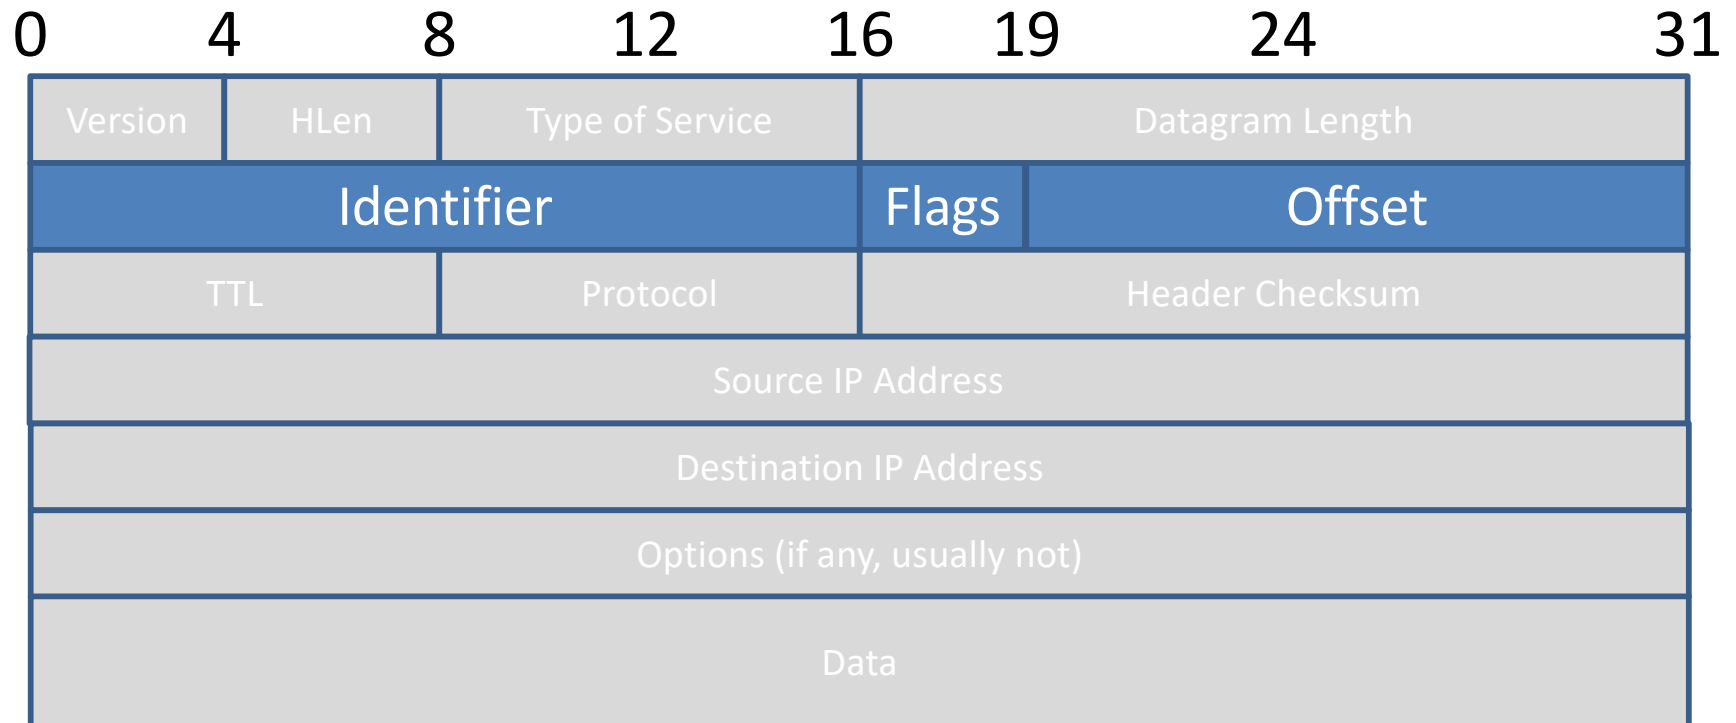 0 4 8 12 16 19 24 31
Version HLen Type of Service Datagram Length
Identifier Flags Offset
TTL Protocol Header Checksum
Source IP Address
Destination IP Address
Options (if any, usually not)
Data